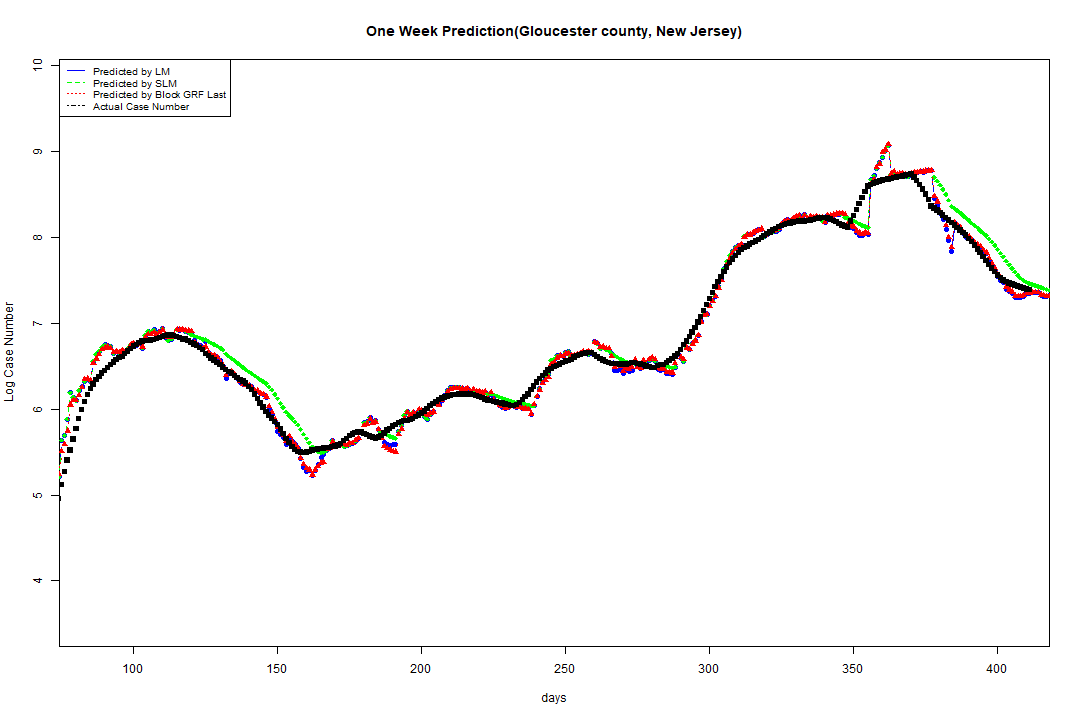 One Week Prediction(Gloucester county, New Jersey)
Predicted by LM
Predicted by SLM
Predicted by Block GRF Last
Actual Case Number
10
9
8
7
6
5
4
Log Case Number
100 150 200 250 300 350 400
days